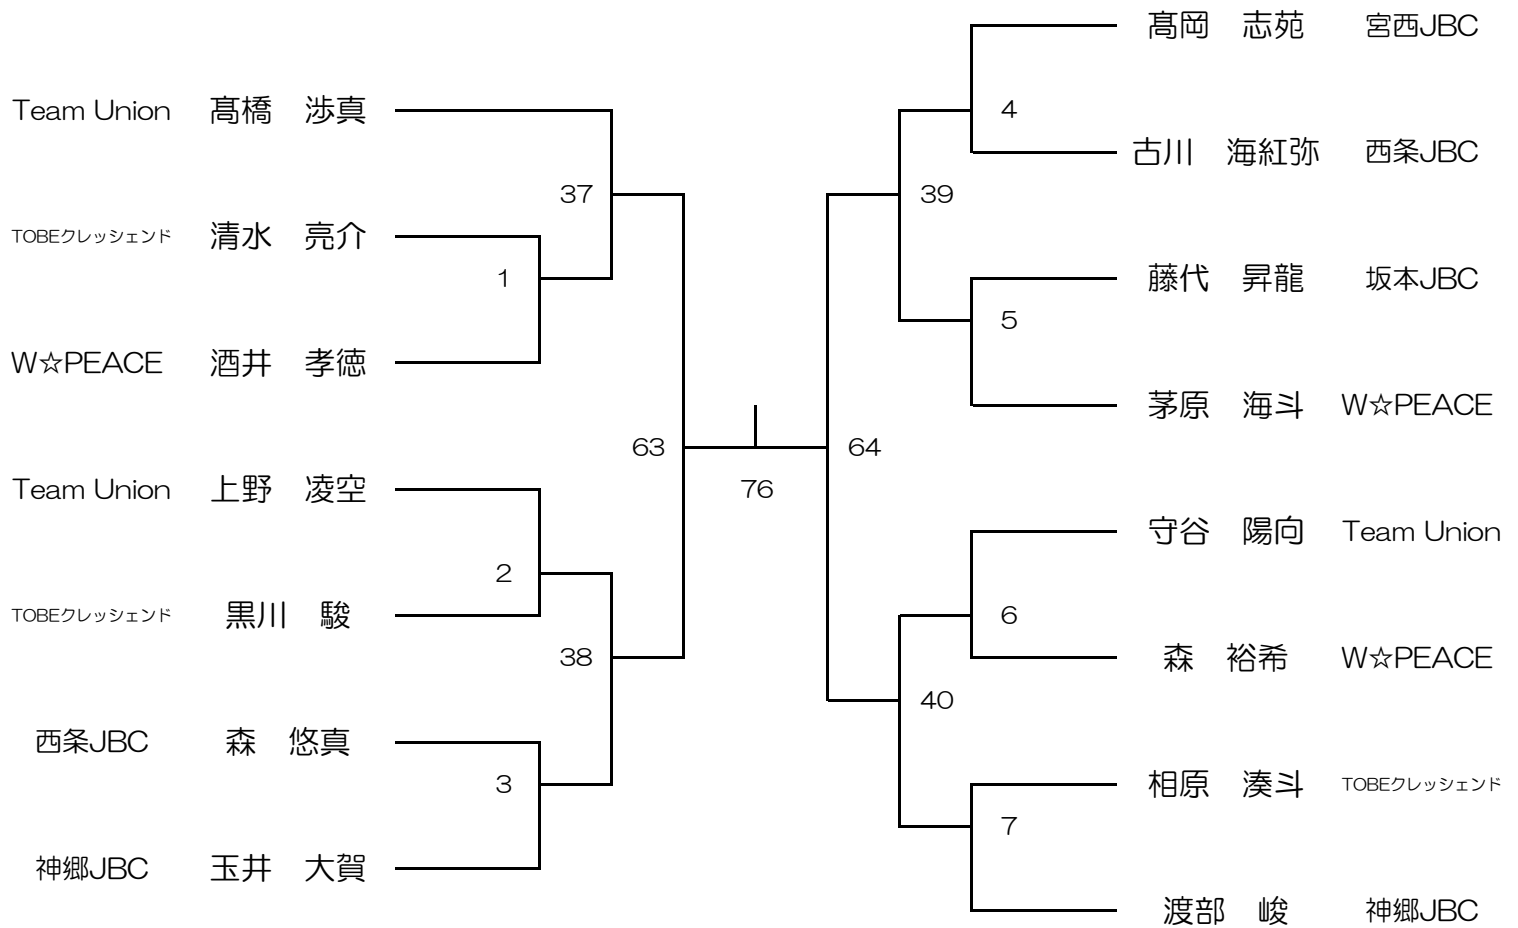 髙岡　志苑　宮西JBC
Team Union　髙橋　渉真
4
古川　海紅弥　西条JBC
37
39
TOBEクレッシェンド　清水　亮介
1
藤代　昇龍　坂本JBC
5
W☆PEACE　酒井　孝徳
茅原　海斗　W☆PEACE
63
64
Team Union　上野　凌空
76
守谷　陽向　Team Union
2
TOBEクレッシェンド　黒川　駿
6
38
森　裕希　W☆PEACE
40
西条JBC　森　悠真
3
相原　湊斗　TOBEクレッシェンド
7
神郷JBC　玉井　大賀
渡部　峻　神郷JBC